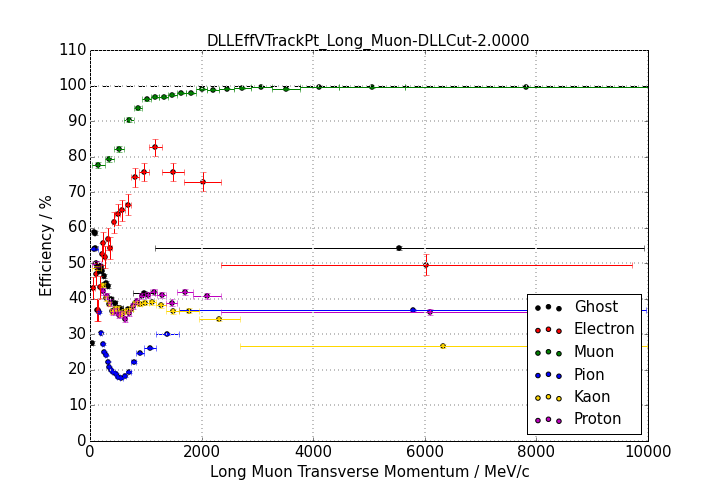 DLLEffVTrackPt_Long_Muon-DLLCut-2.0000
110
100
90
80
70
60
50
40
30
20
10
0
Efficiency / %
0 2000 4000 6000 8000 10000
Long Muon Transverse Momentum / MeV/c
Ghost
Electron
Muon
Pion
Kaon
Proton